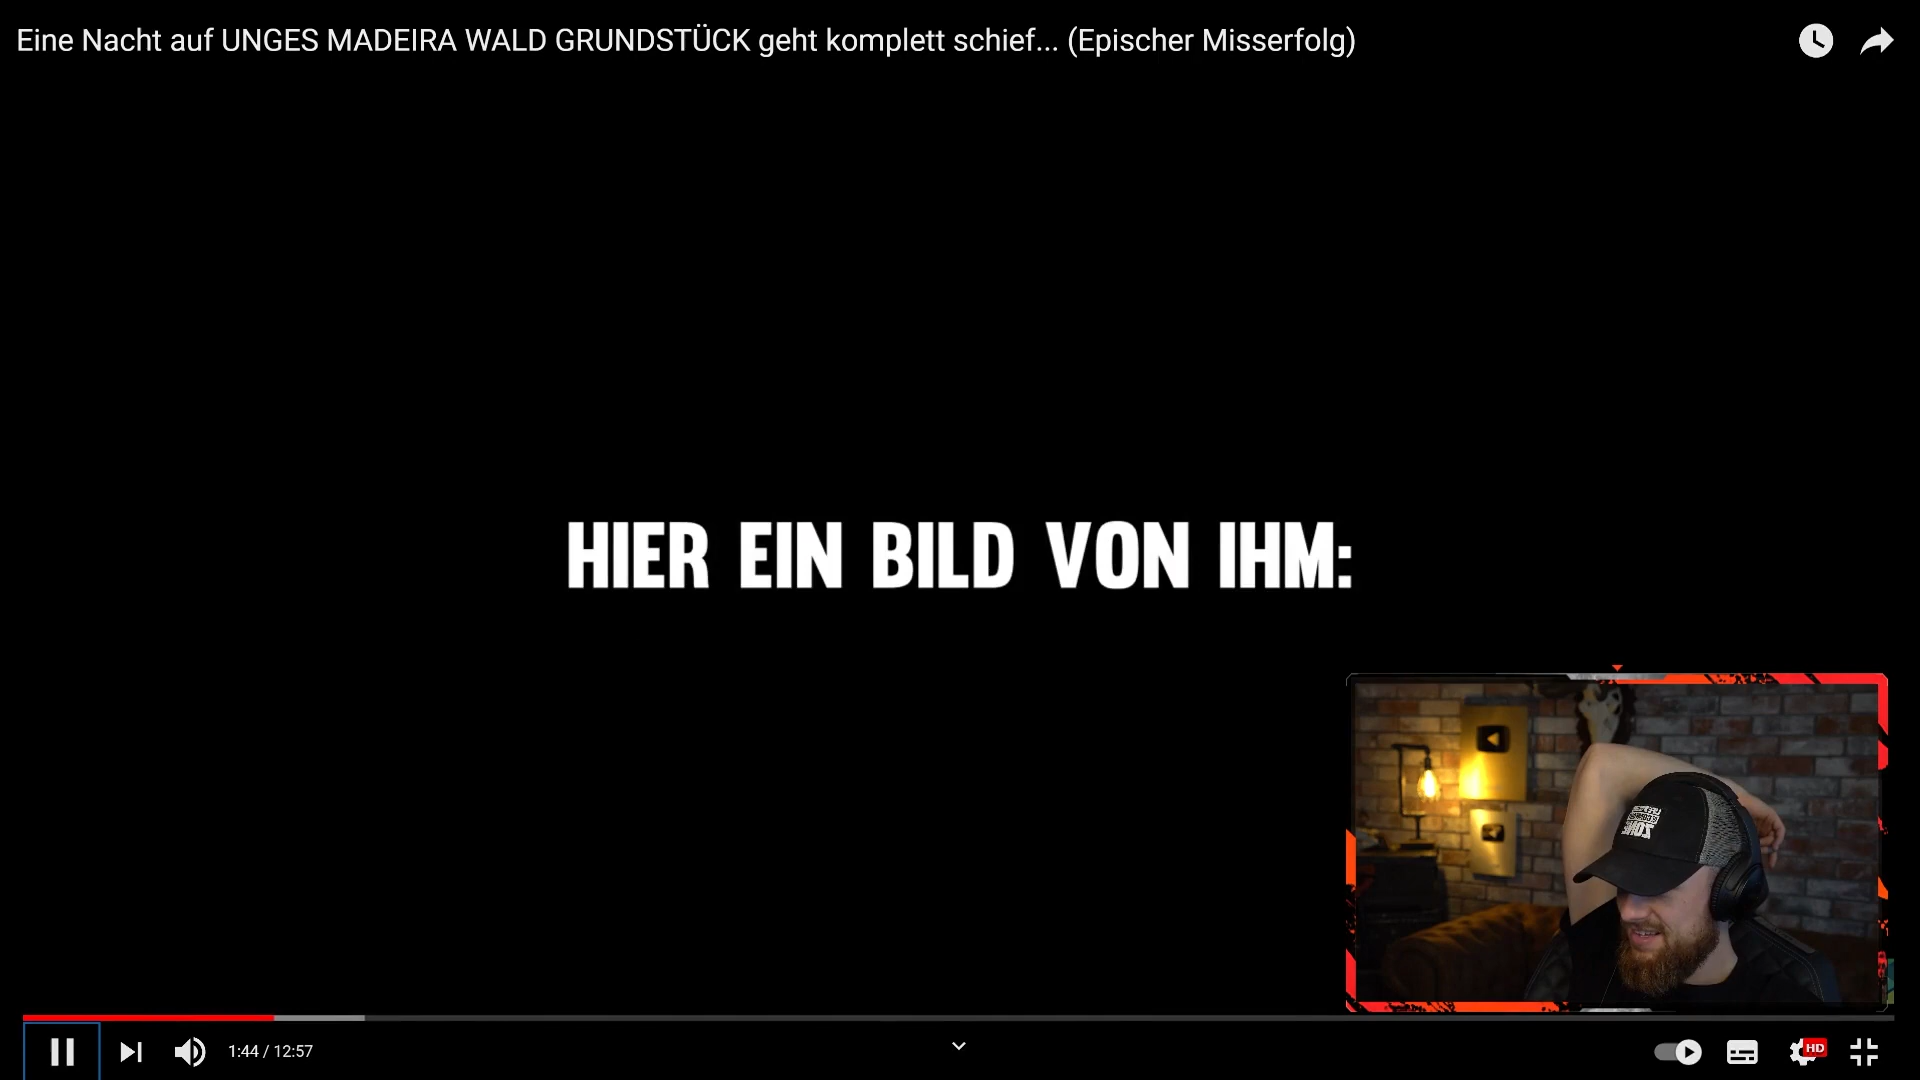 Eine Nacht auf UNGES MADEIRA WALD GRUNDSTÜCK geht komplett schief... (Epischer Misserfolg)
HIER EIN BILD VON IHM:
ZONE
1:44 / 12:57
HD